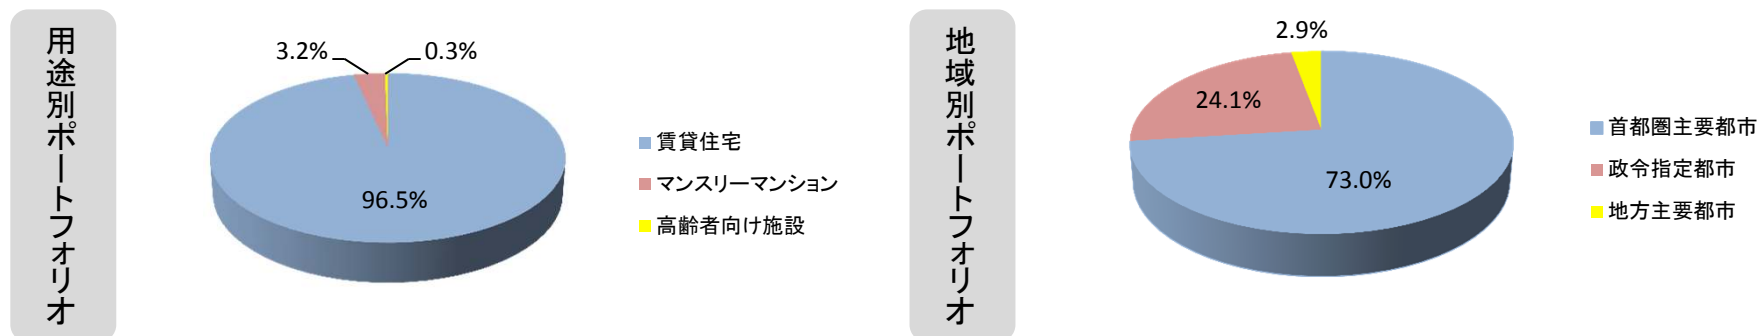 用途別ポートフォリオ
3.2%
0.3%
96.5%
賃貸住宅
マンスリーマンション
高齢者向け施設
地域別ポートフォリオ
2.9%
24.1%
73.0%
首都圏主要都市
政令指定都市
地方主要都市